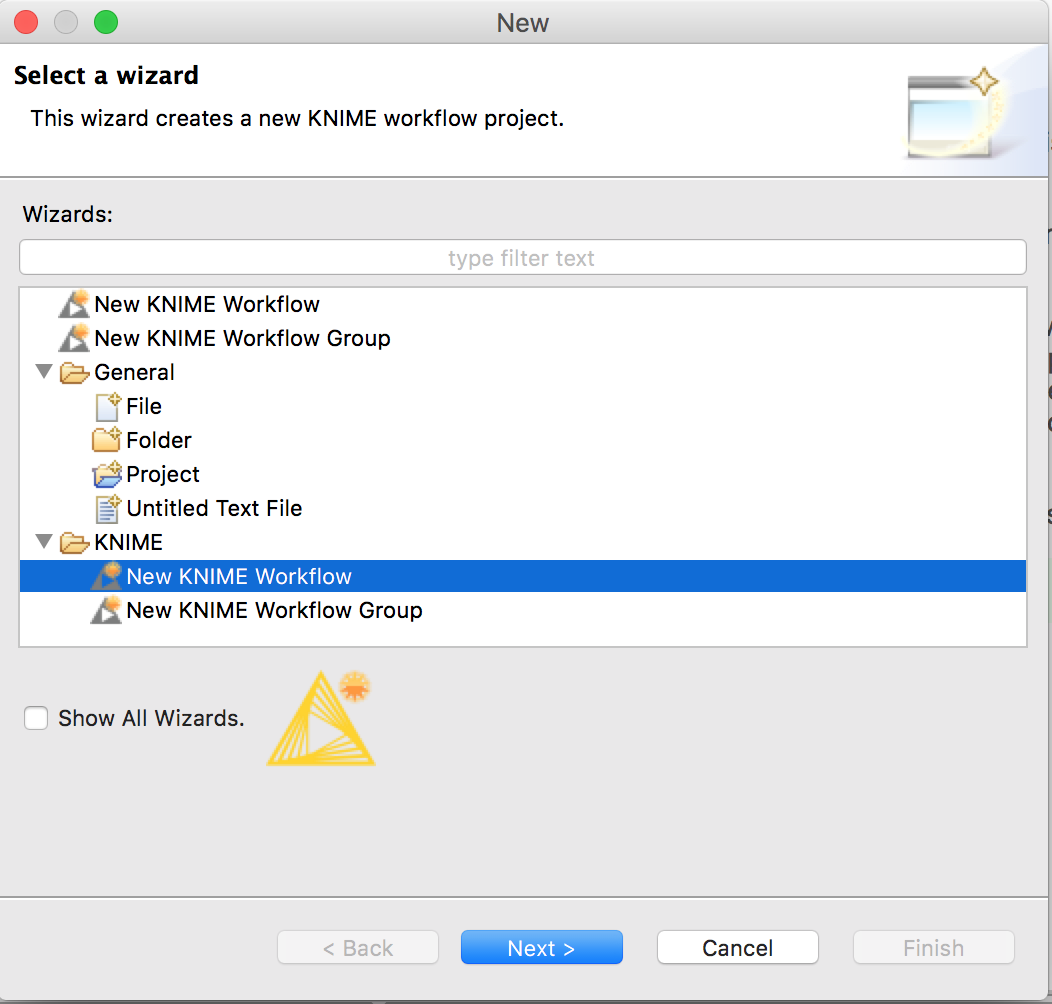 New
Select a wizard
This wizard creates a new KNIME workflow project.
Wizards:
type filter text
New KNIME Workflow
New KNIME Workflow Group
General
File
Folder
Project
Untitled Text File
KNIME
New KNIME Workflow
New KNIME Workflow Group
Show All Wizards.
< Back
Next >
Cancel
Finish